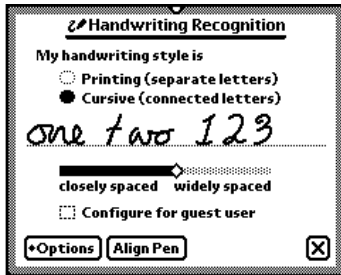 Handwriting Recognition
My handwriting style is
Printing (separate letters)
Cursive (connected letters)
one two 123
closely spaced widely spaced
Configure for guest user
Options Align Pen X